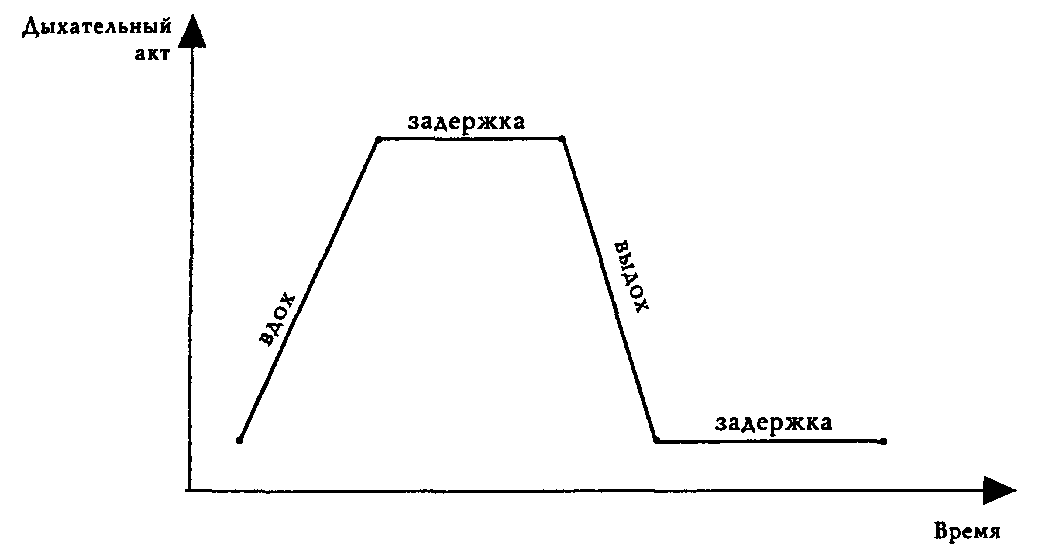 Дыхательный
акт
задержка
вдох
выдох
задержка
Время